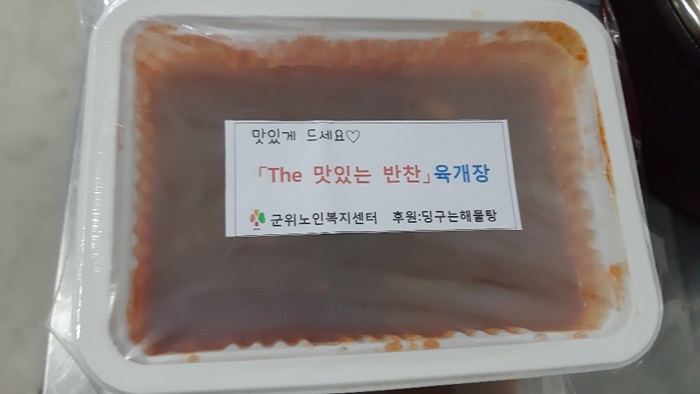 맛있게 드세요♡
「The 맛있는 반찬」육개장
군위노인복지센터 후원:딩구는해물탕